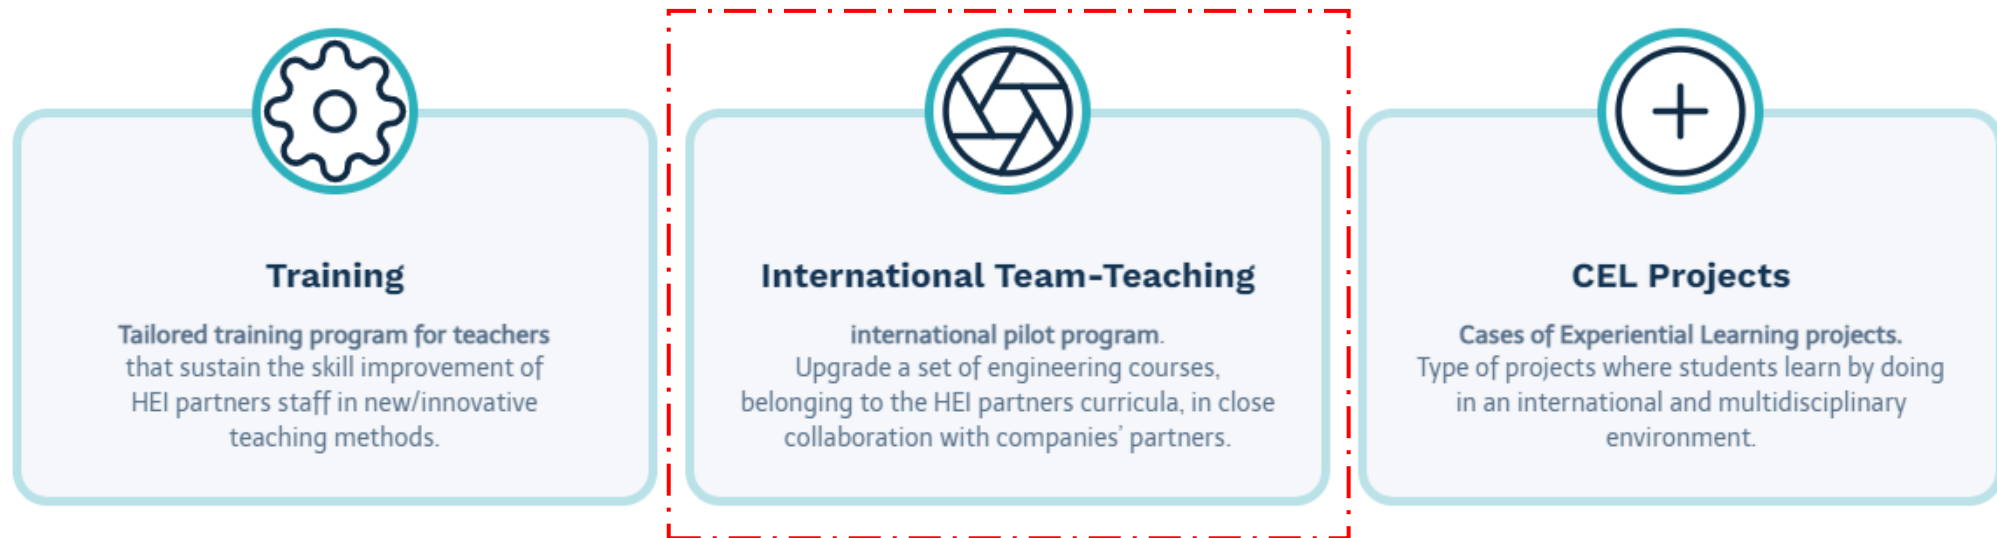 Training
Tailored training program for teachers
that sustain the skill improvement of
HEI partners staff in new/innovative
teaching methods.
International Team-Teaching
international pilot program.
Upgrade a set of engineering courses,
belonging to the HEI partners curricula, in close
collaboration with companies’ partners.
CEL Projects
Cases of Experiential Learning projects.
Type of projects where students learn by doing
in an international and multidisciplinary
environment.